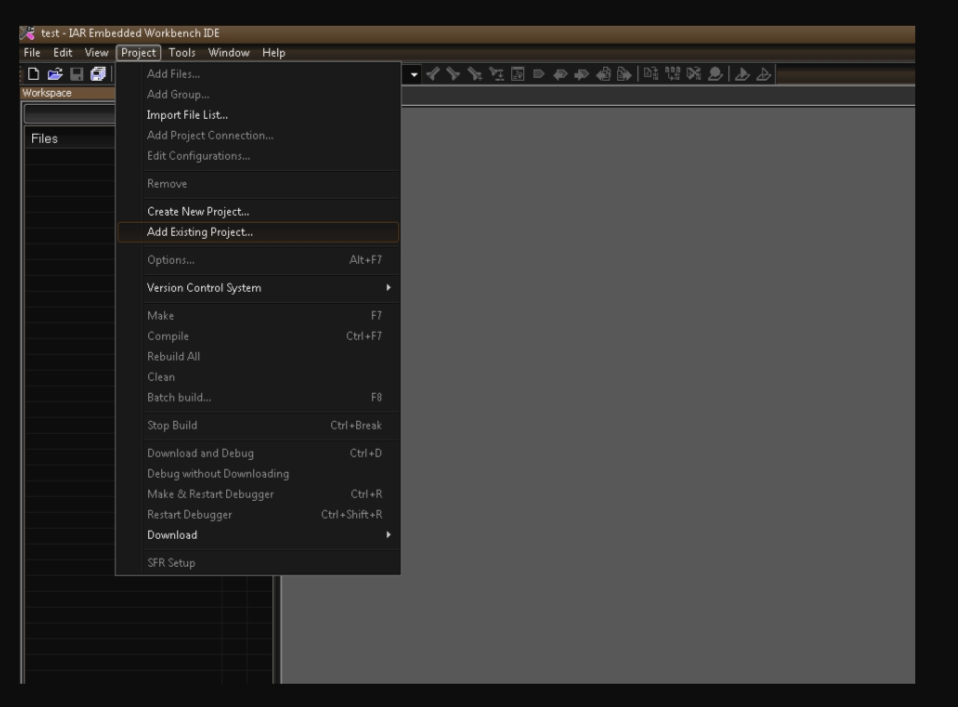 test - IAR Embedded Workbench IDE
File Edit View Project Tools Window Help
Workspace
Files
Add Files...
Add Group...
Import File List...
Add Project Connection...
Edit Configurations...
Remove
Create New Project...
Add Existing Project...
Options... Alt+F7
Version Control System
Make F7
Compile Ctrl+F7
Rebuild All
Clean
Batch build... F8
Stop Build Ctrl+Break
Download and Debug Ctrl+D
Debug without Downloading
Make & Restart Debugger Ctrl+R
Restart Debugger Ctrl+Shift+R
Download
SFR Setup